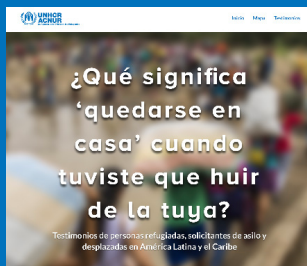 UNHCR
ACNUR
Inicio Mapa Testimonios
¿Qué significa
‘quedarse en
casa’ cuando
tuviste que huir
de la tuya?
Testimonios de personas refugiadas, solicitantes de asilo y
desplazadas en América Latina y el Caribe